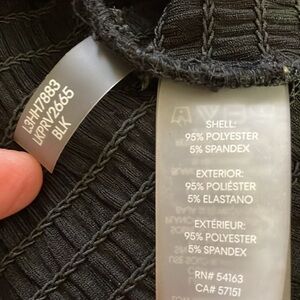 L3HH7883
LKPRV2665
BLK
SHELL:
95% POLYESTER
5% SPANDEX
EXTERIOR:
95% POLIÉSTER
5% ELASTANO
EXTÉRIEUR:
95% POLYESTER
5% SPANDEX
RN# 54163
CA# 57151